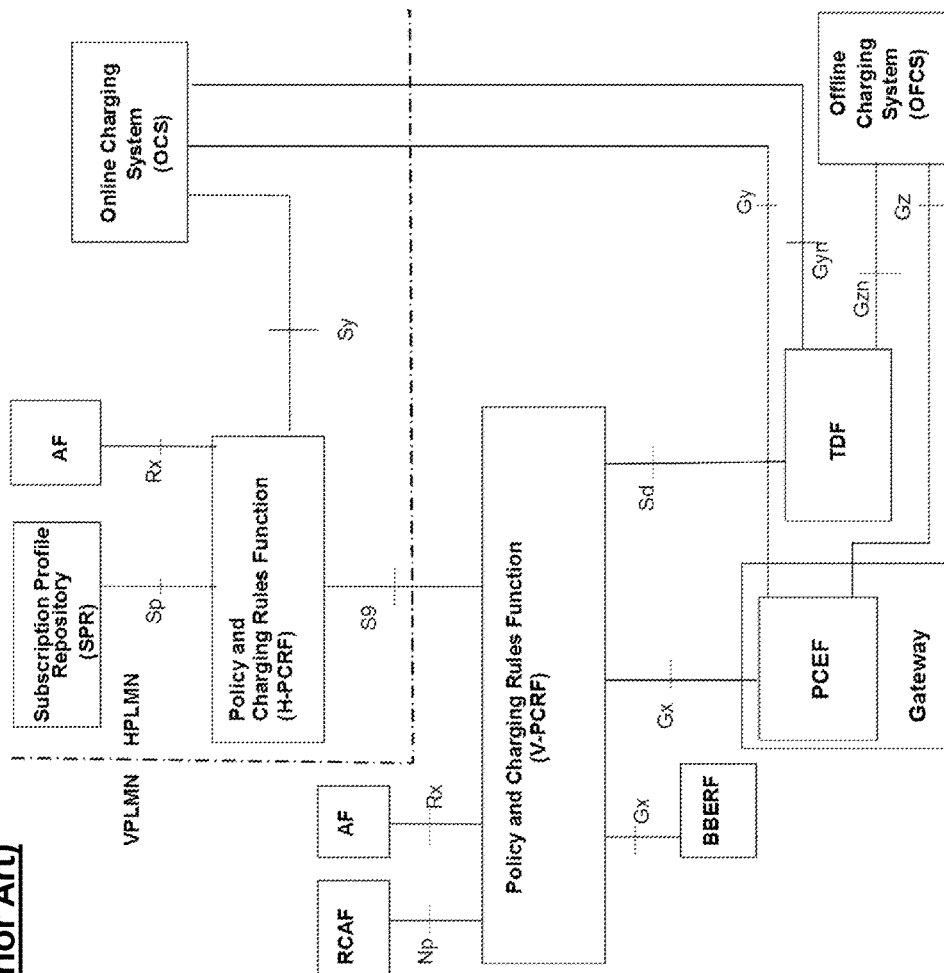 Online Charging
System
(OCS)
AF
Subscription Profile
Repository
(SPR)
Rx
Sp
Sy
Policy and
Charging Rules Function
(H-PCRF)
HPLMN
VPLMN
S9
AF
RCAF
Rx
Np
Policy and Charging Rules Function
(V-PCRF)
Gx
BBERF
Gx
Sd
Gy
Gyn
Gzn
Gz
Offline
Charging
System
(OFCS)
TDF
PCEF
Gateway
Art)